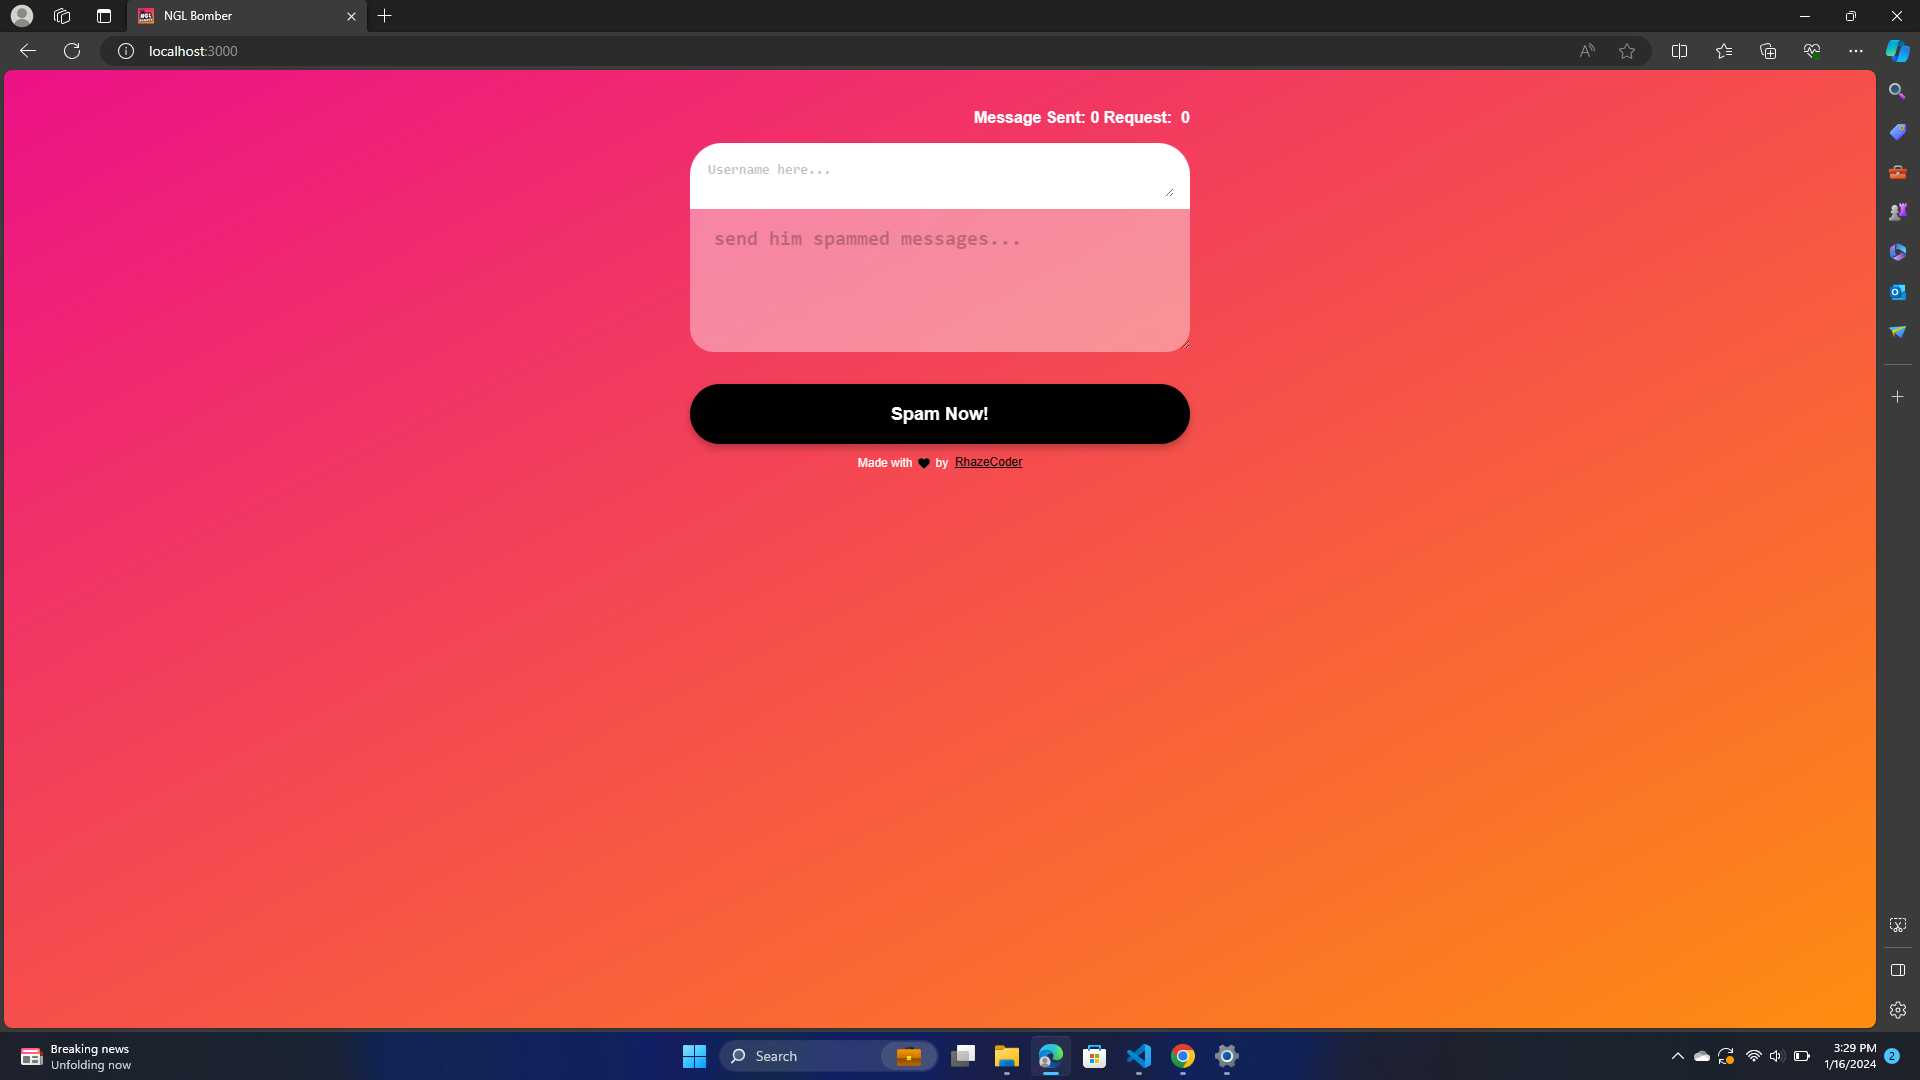 NGL Bomber
localhost:3000
Message Sent: 0 Request: 0
Username here...
send him spammed messages...
Spam Now!
Made with by RhazeCoder
Breaking news
Unfolding now
Search
3:29 PM
1/16/2024
2